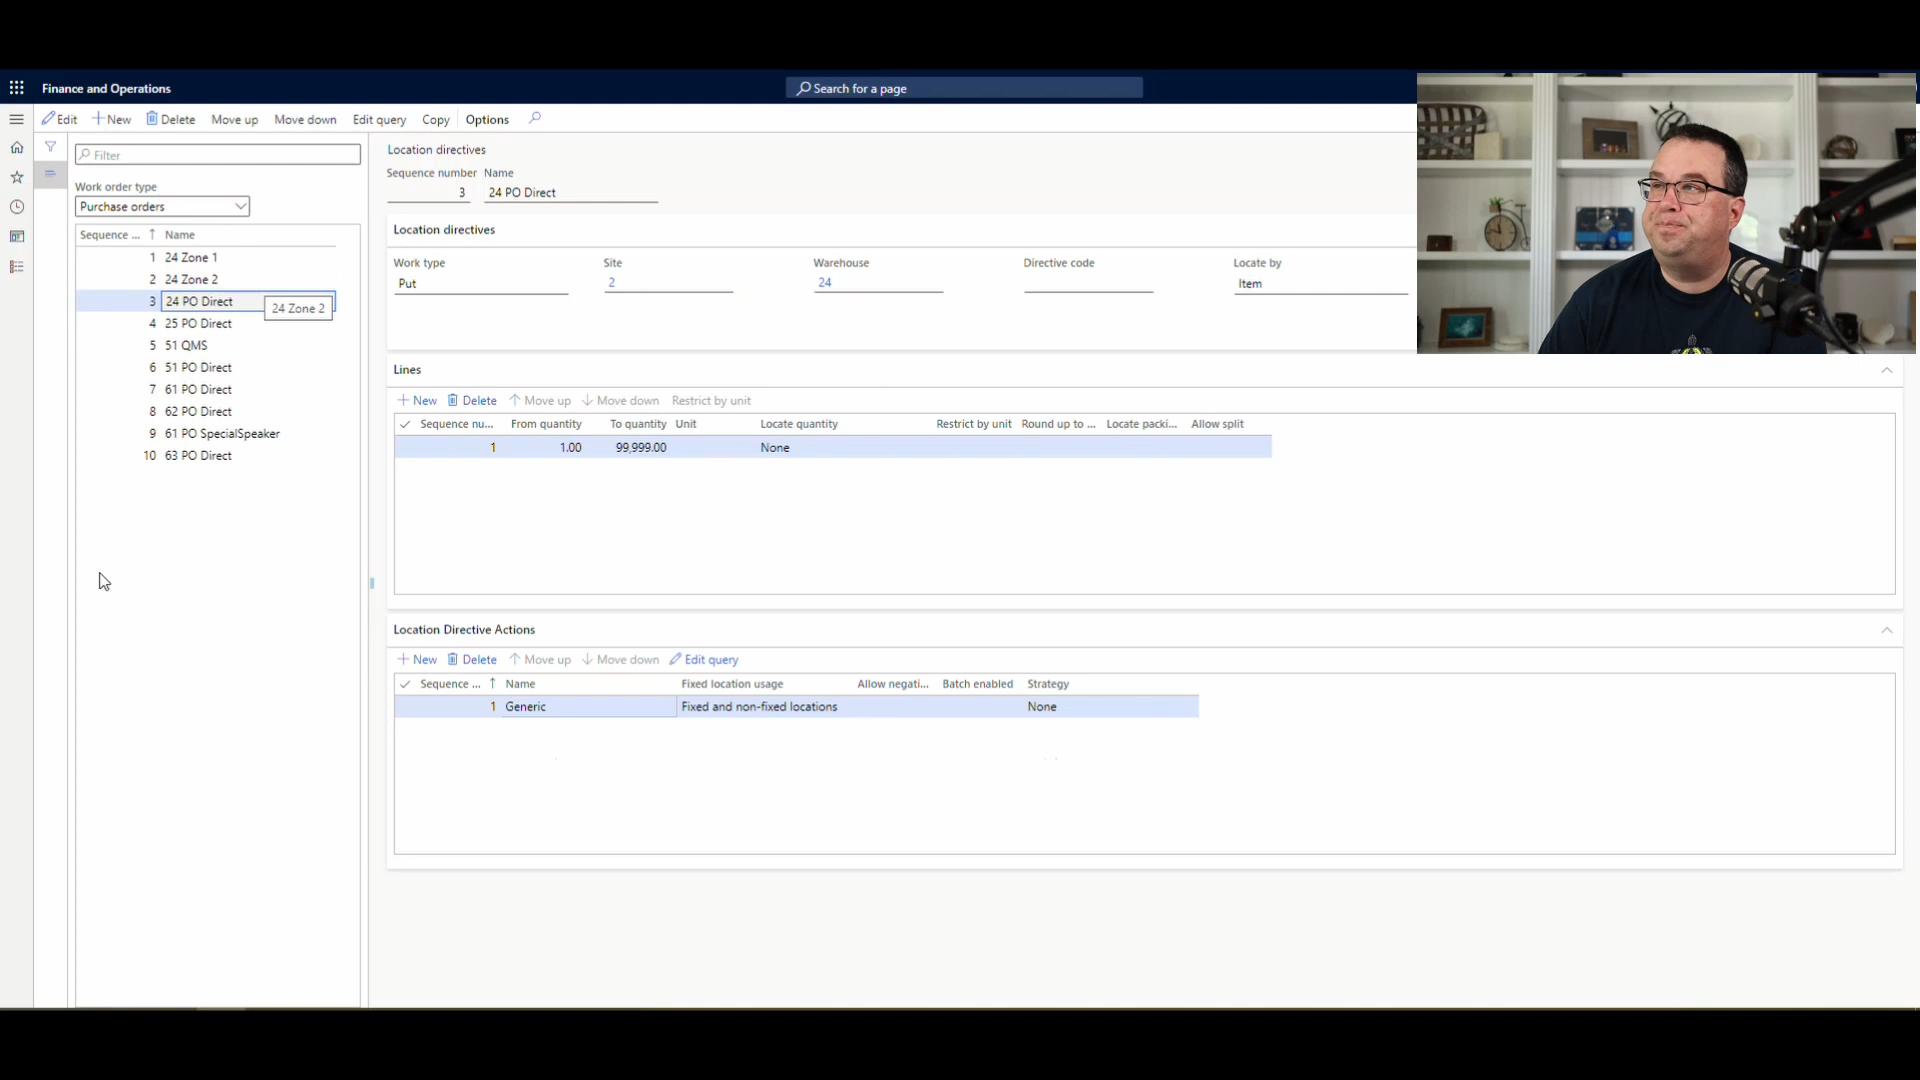 Finance and Operations
Search for a page
Edit New Delete Move up Move down Edit query Copy Options
Filter
Work order type
Purchase orders
Sequence ... Name
1 24 Zone 1
2 24 Zone 2
3 24 PO Direct
24 Zone 2
4 25 PO Direct
5 51 QMS
6 51 PO Direct
7 61 PO Direct
8 62 PO Direct
9 61 PO SpecialSpeaker
10 63 PO Direct
Location directives
Sequence number Name
3 24 PO Direct
Location directives
Work type Site Warehouse Directive code Locate by
Put 2 24 Item
Lines
New Delete Move up Move down Restrict by unit
Sequence nu... From quantity To quantity Unit Locate quantity Restrict by unit Round up to ... Locate packi... Allow split
1 1.00 99,999.00 None
Location Directive Actions
New Delete Move up Move down Edit query
Sequence ... Name Fixed location usage Allow negati... Batch enabled Strategy
1 Generic Fixed and non-fixed locations None